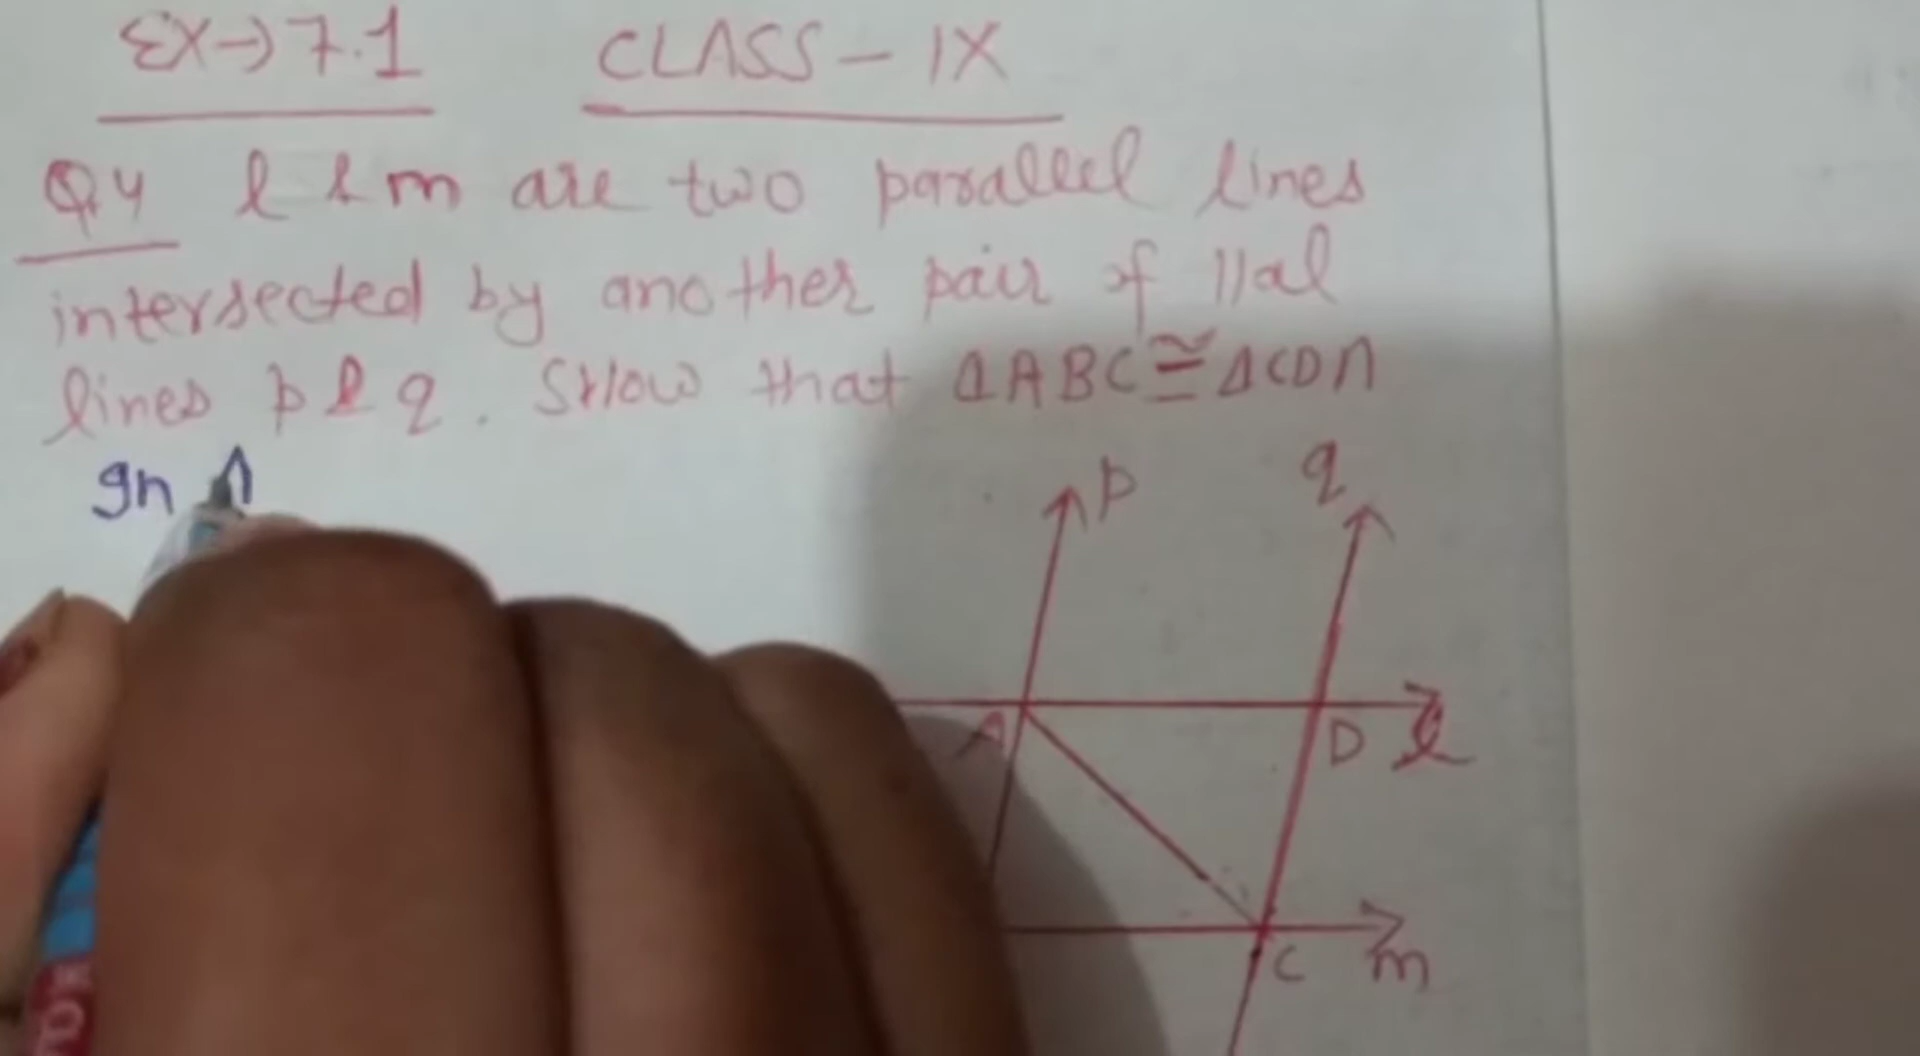 EX→7.1 CLASS-IX
Q4 l & m are two parallel lines
intersected by another pair of ||al
lines p & q. Show that ΔABC≅ΔCDA
In Δ
p q
A D l
C m